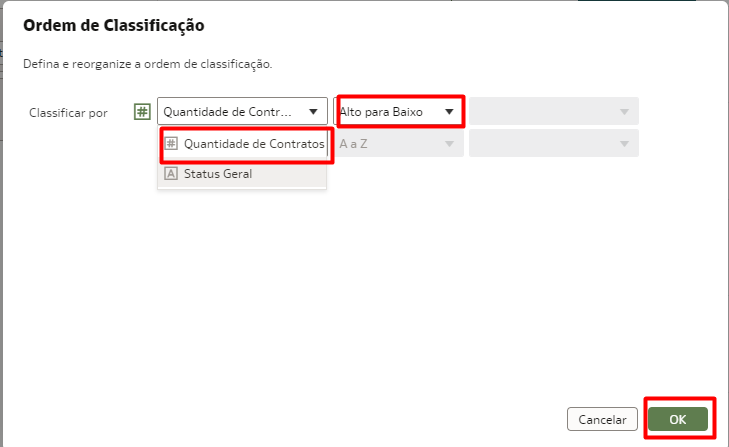 Ordem de Classificação
Defina e reorganize a ordem de classificação.
Classificar por # Quantidade de Contr... Alto para Baixo
# Quantidade de Contratos A a Z
A Status Geral
Cancelar OK